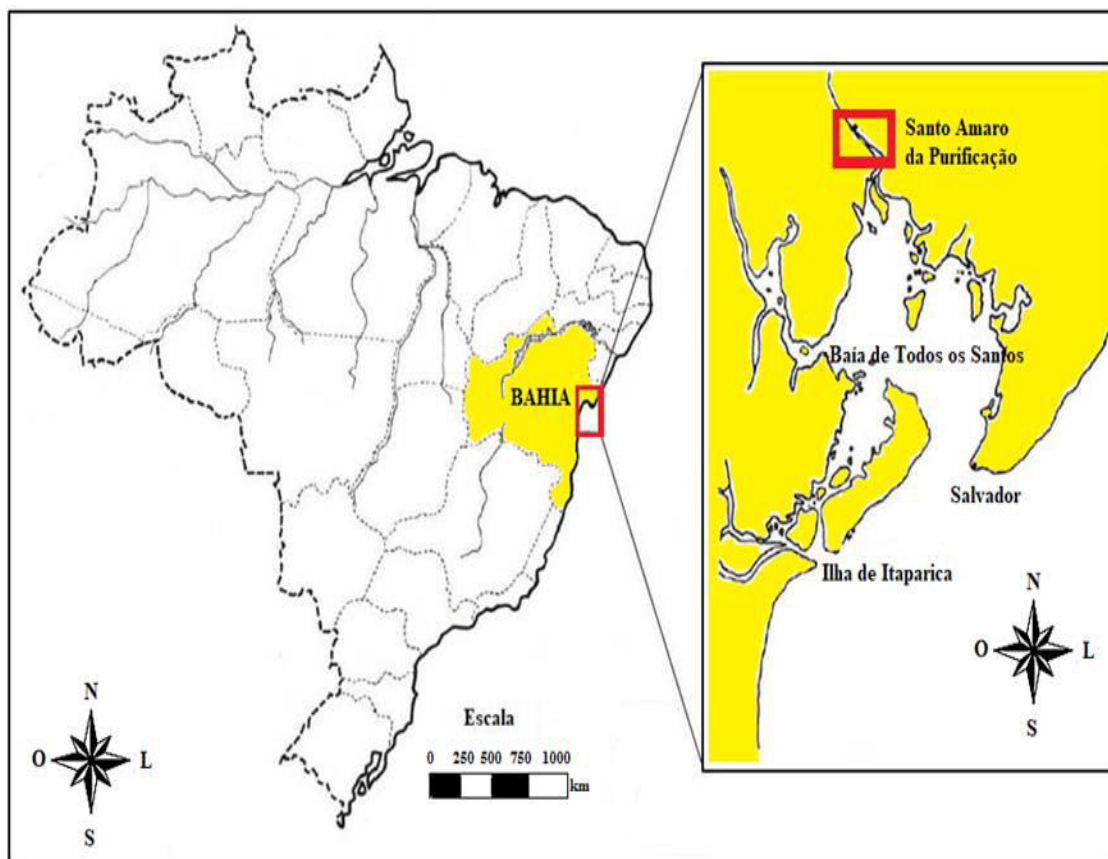 BAHIA
Escala
0 250 500 750 1000
km
N
O L
S
Santo Amaro
da Purificação
Baía de Todos os Santos
Salvador
Ilha de Itaparica
N
O L
S